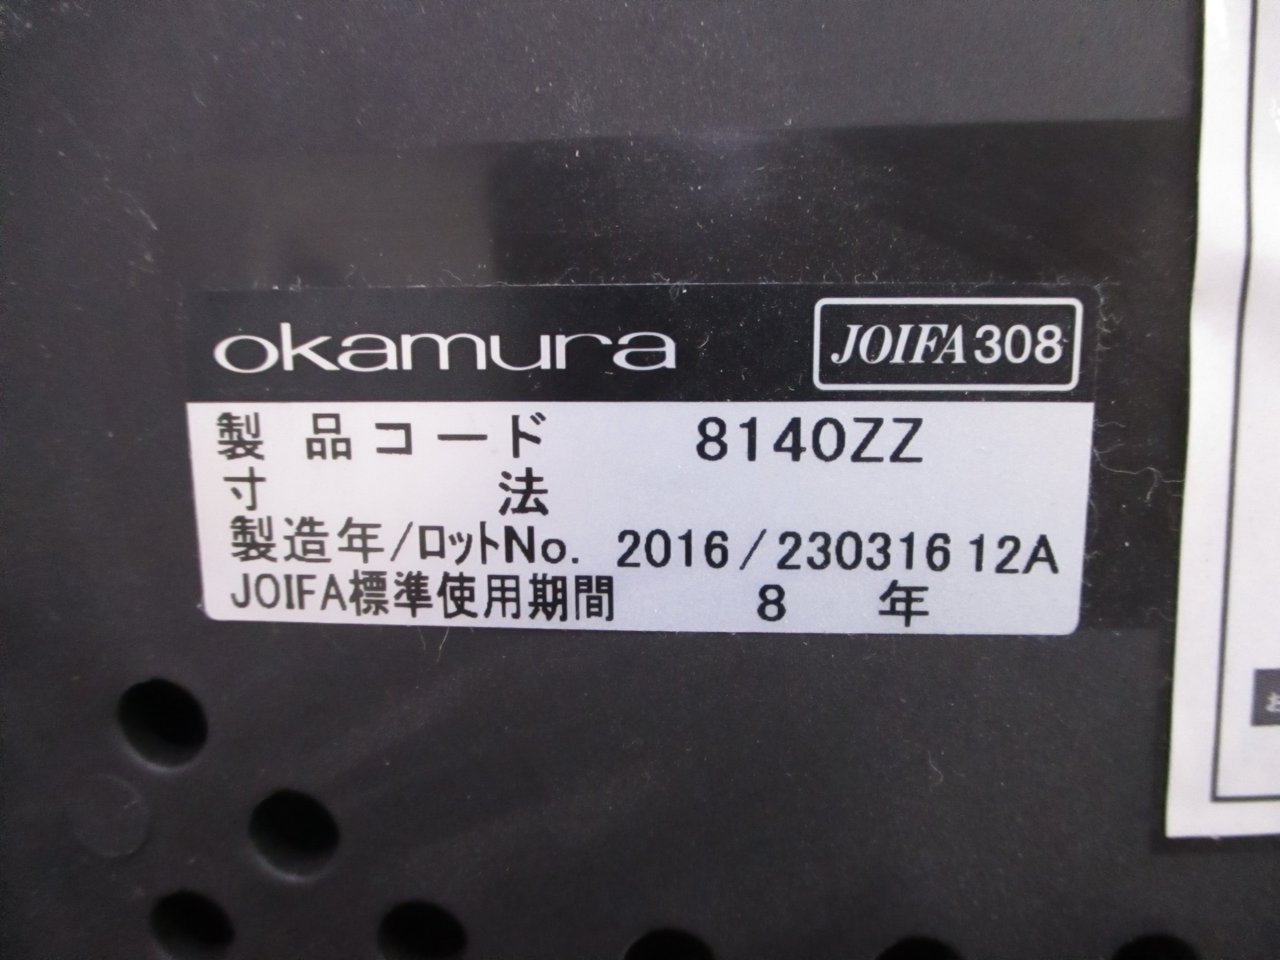 okamura JOIFA308
製品コード 8140ZZ
寸法
製造年/ロットNo. 2016/23031612A
JOIFA標準使用期間 8年
お